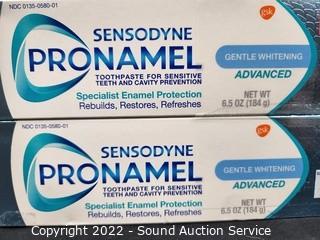 NDC 0135-0580-01
gsk
SENSODYNE
PRONAMEL
TOOTHPASTE FOR SENSITIVE
TEETH AND CAVITY PREVENTION
Specialist Enamel Protection
Rebuilds, Restores, Refreshes
GENTLE WHITENING
ADVANCED
NET WT
6.5 OZ (184 g)
NDC 0135-0580-01
gsk
SENSODYNE
PRONAMEL
TOOTHPASTE FOR SENSITIVE
TEETH AND CAVITY PREVENTION
Specialist Enamel Protection
Rebuilds, Restores, Refreshes
GENTLE WHITENING
ADVANCED
NET WT
6.5 OZ (184 g)
Copyright 2022 - Sound Auction Service